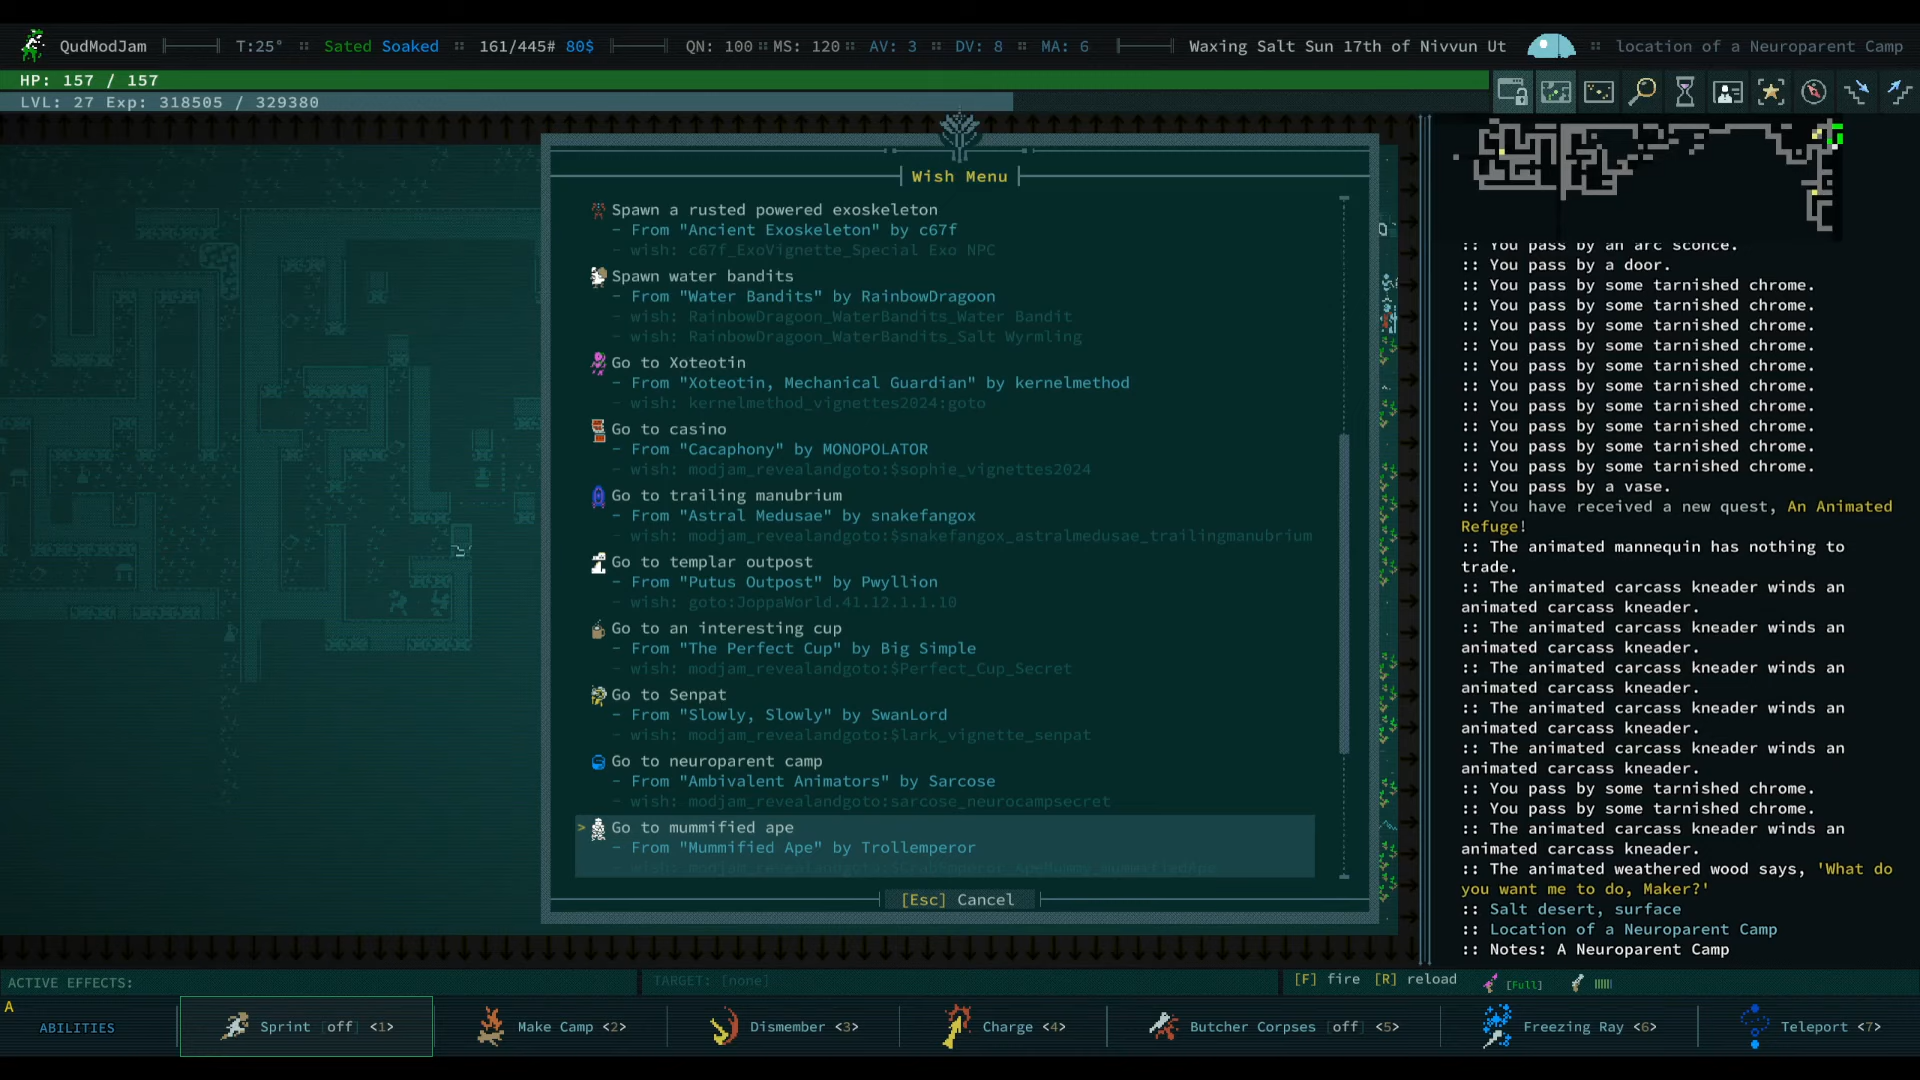 QudModJam T:25° :: Sated Soaked :: 161/445# 80$ QN: 100 :: MS: 120 :: AV: 3 :: DV: 8 :: MA: 6 Waxing Salt Sun 17th of Nivvun Ut :: location of a Neuroparent Camp
HP: 157 / 157
LVL: 27 Exp: 318505 / 329380
Wish Menu
Spawn a rusted powered exoskeleton
- From "Ancient Exoskeleton" by c67f
- wish: c67f_ExoVignette_Special Exo NPC
Spawn water bandits
- From "Water Bandits" by RainbowDragoon
- wish: RainbowDragoon_WaterBandits_Water Bandit
- wish: RainbowDragoon_WaterBandits_Salt Wyrmling
Go to Xoteotin
- From "Xoteotin, Mechanical Guardian" by kernelmethod
- wish: kernelmethod_vignettes2024:goto
Go to casino
- From "Cacaphony" by MONOPOLATOR
- wish: modjam_revealandgoto:$sophie_vignettes2024
Go to trailing manubrium
- From "Astral Medusae" by snakefangox
- wish: modjam_revealandgoto:$snakefangox_astralmedusae_trailingmanubrium
Go to templar outpost
- From "Putus Outpost" by Pwyllion
- wish: goto:JoppaWorld.41.12.1.1.10
Go to an interesting cup
- From "The Perfect Cup" by Big Simple
- wish: modjam_revealandgoto:$Perfect_Cup_Secret
Go to Senpat
- From "Slowly, Slowly" by SwanLord
- wish: modjam_revealandgoto:$lark_vignette_senpat
Go to neuroparent camp
- From "Ambivalent Animators" by Sarcose
- wish: modjam_revealandgoto:sarcose_neurocampsecret
> Go to mummified ape
- From "Mummified Ape" by Trollemperor
[Esc] Cancel
:: You pass by an arc sconce.
:: You pass by a door.
:: You pass by some tarnished chrome.
:: You pass by some tarnished chrome.
:: You pass by some tarnished chrome.
:: You pass by some tarnished chrome.
:: You pass by some tarnished chrome.
:: You pass by some tarnished chrome.
:: You pass by some tarnished chrome.
:: You pass by some tarnished chrome.
:: You pass by some tarnished chrome.
:: You pass by some tarnished chrome.
:: You pass by a vase.
:: You have received a new quest, An Animated
Refuge!
:: The animated mannequin has nothing to
trade.
:: The animated carcass kneader winds an
animated carcass kneader.
:: The animated carcass kneader winds an
animated carcass kneader.
:: The animated carcass kneader winds an
animated carcass kneader.
:: The animated carcass kneader winds an
animated carcass kneader.
:: The animated carcass kneader winds an
animated carcass kneader.
:: You pass by some tarnished chrome.
:: You pass by some tarnished chrome.
:: The animated carcass kneader winds an
animated carcass kneader.
:: The animated weathered wood says, 'What do
you want me to do, Maker?'
:: Salt desert, surface
:: Location of a Neuroparent Camp
:: Notes: A Neuroparent Camp
ACTIVE EFFECTS: TARGET: [none] [F] fire [R] reload [Full]
A
ABILITIES Sprint [off] <1> Make Camp <2> Dismember <3> Charge <4> Butcher Corpses [off] <5> Freezing Ray <6> Teleport <7>